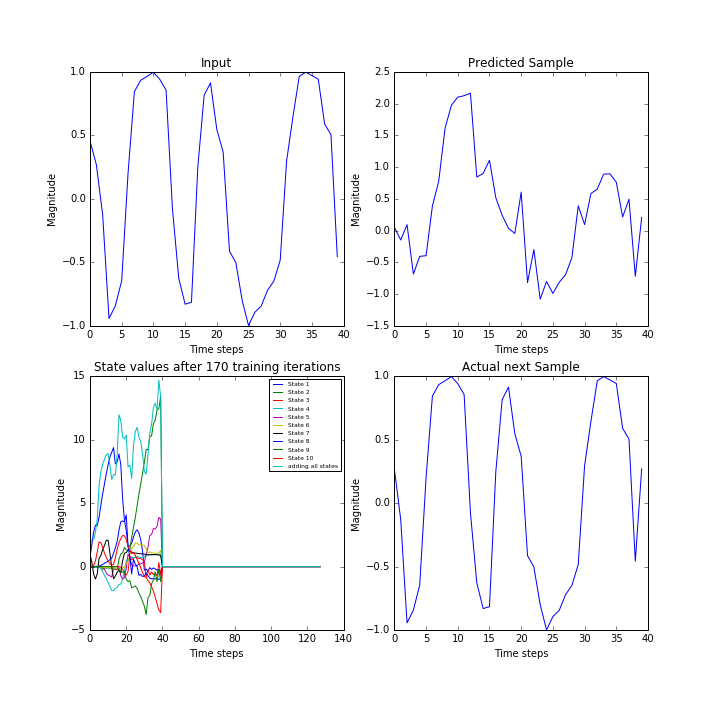 Input
Magnitude
1.0
0.5
0.0
−0.5
−1.0
0 5 10 15 20 25 30 35 40
Time steps
Predicted Sample
Magnitude
2.5
2.0
1.5
1.0
0.5
0.0
−0.5
−1.0
−1.5
0 5 10 15 20 25 30 35 40
Time steps
State values after 170 training iterations
Magnitude
15
10
5
0
−5
0 20 40 60 80 100 120 140
Time steps
State 1
State 2
State 3
State 4
State 5
State 6
State 7
State 8
State 9
State 10
adding all states
Actual next Sample
Magnitude
1.0
0.5
0.0
−0.5
−1.0
0 5 10 15 20 25 30 35 40
Time steps